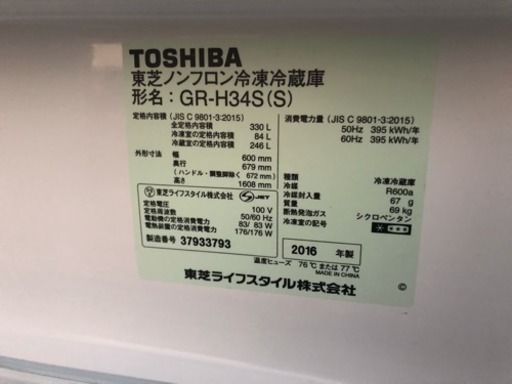 TOSHIBA
東芝ノンフロン冷凍冷蔵庫
形名：GR-H34S(S)
定格内容積 (JIS C 9801-3:2015)
全定格内容積 330 L
冷凍室の定格内容積 84 L
冷蔵室の定格内容積 246 L
外形寸法 幅 600 mm
奥行 679 mm
(ハンドル・調整脚除く 672 mm)
高さ 1608 mm
東芝ライフスタイル株式会社 JET
定格電圧 100 V
定格周波数 50/60 Hz
電動機の定格消費電力 83/ 83 W
電熱装置の定格消費電力 176/176 W
製造番号 37933793
消費電力量 (JIS C 9801-3:2015)
50Hz 395 kWh/年
60Hz 395 kWh/年
種類 冷凍冷蔵庫
冷媒 R600a
冷媒封入量 67 g
質量 69 kg
断熱発泡ガス シクロペンタン
冷凍室の記号
2016 年製
温度ヒューズ 76℃ または 77℃
MADE IN CHINA
東芝ライフスタイル株式会社
©